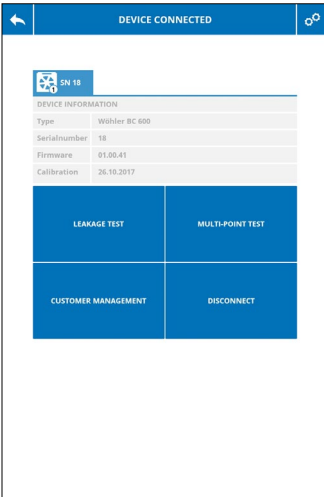 DEVICE CONNECTED
1 SN 18
DEVICE INFORMATION
Type Wöhler BC 600
Serialnumber 18
Firmware 01.00.41
Calibration 26.10.2017
LEAKAGE TEST MULTI-POINT TEST
CUSTOMER MANAGEMENT DISCONNECT